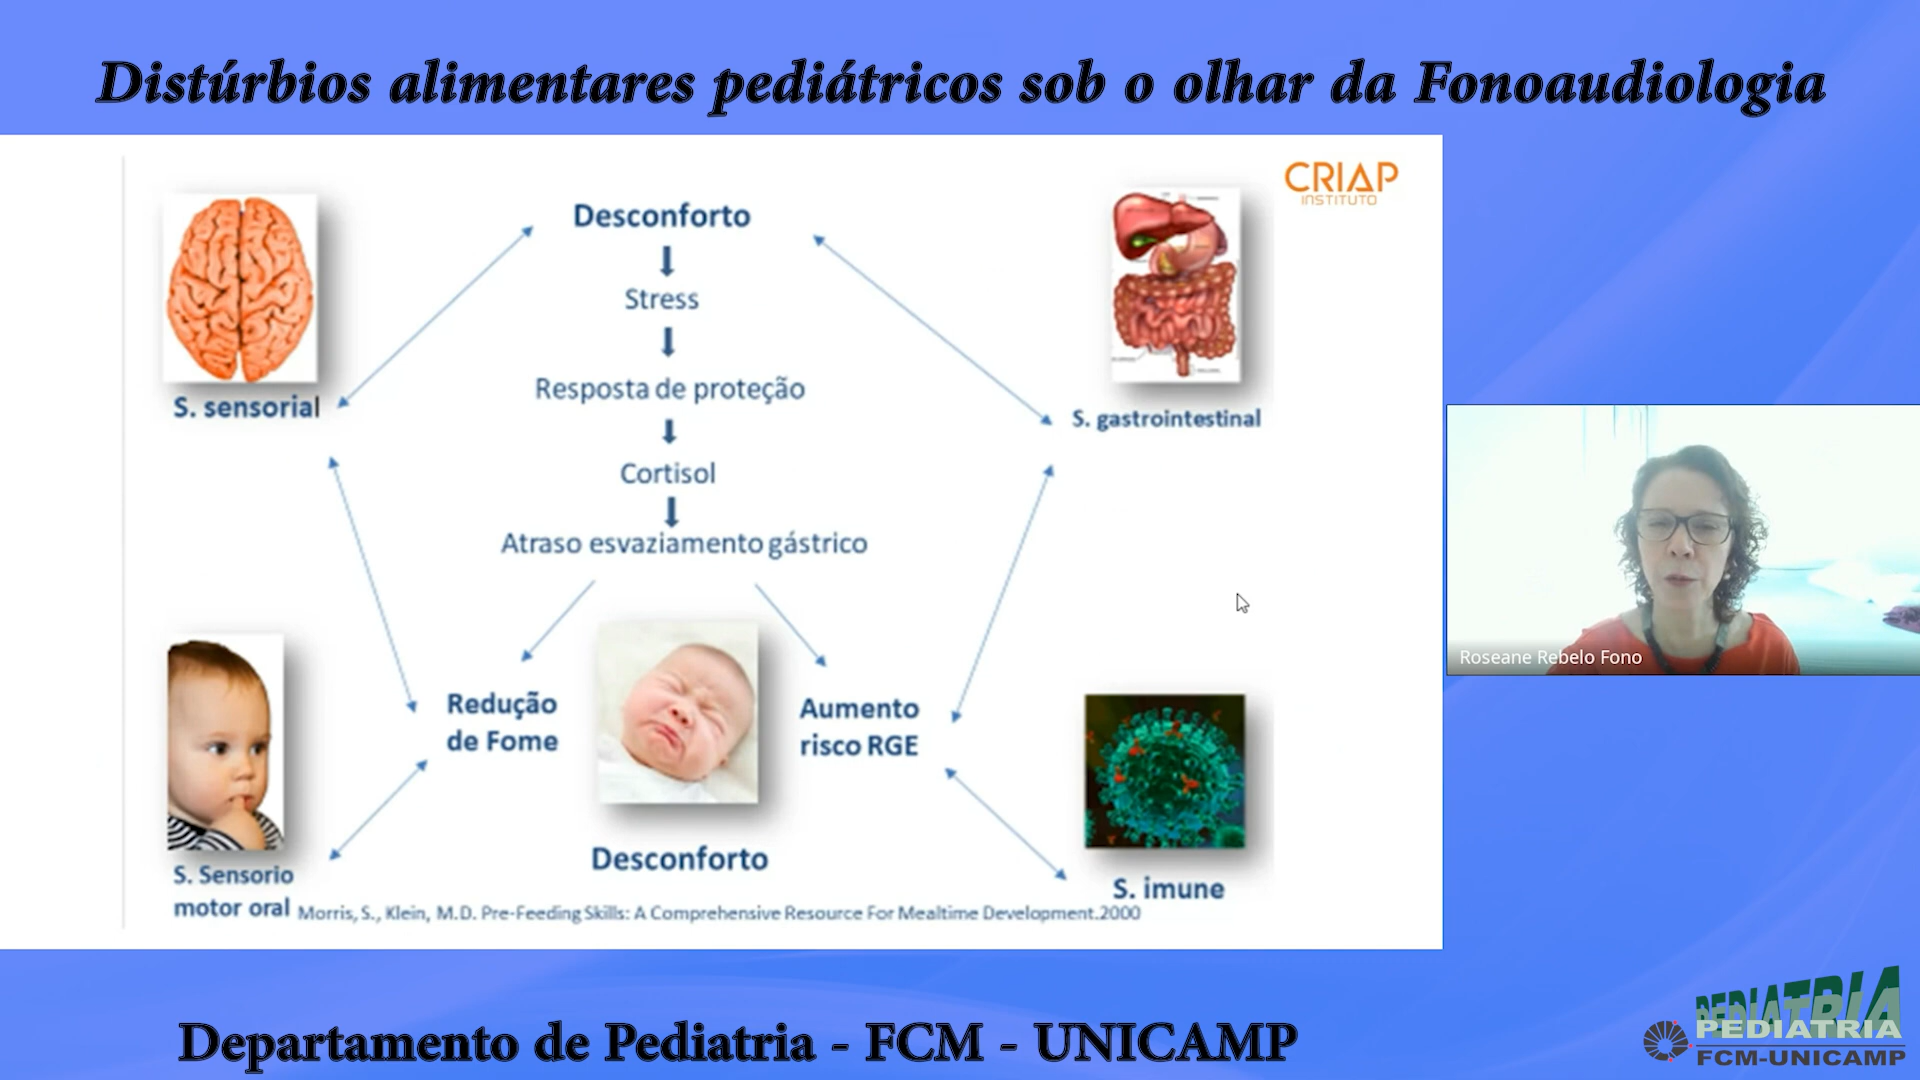 Distúrbios alimentares pediátricos sob o olhar da Fonoaudiologia
CRIAP
INSTITUTO
Desconforto
Stress
Resposta de proteção
Cortisol
Atraso esvaziamento gástrico
S. sensorial
S. gastrointestinal
Redução
de Fome
Aumento
risco RGE
Desconforto
S. Sensorio
motor oral
S. imune
Morris, S., Klein, M.D. Pre-Feeding Skills: A Comprehensive Resource For Mealtime Development.2000
Roseane Rebelo Fono
Departamento de Pediatria - FCM - UNICAMP
PEDIATRIA
PEDIATRIA
FCM-UNICAMP